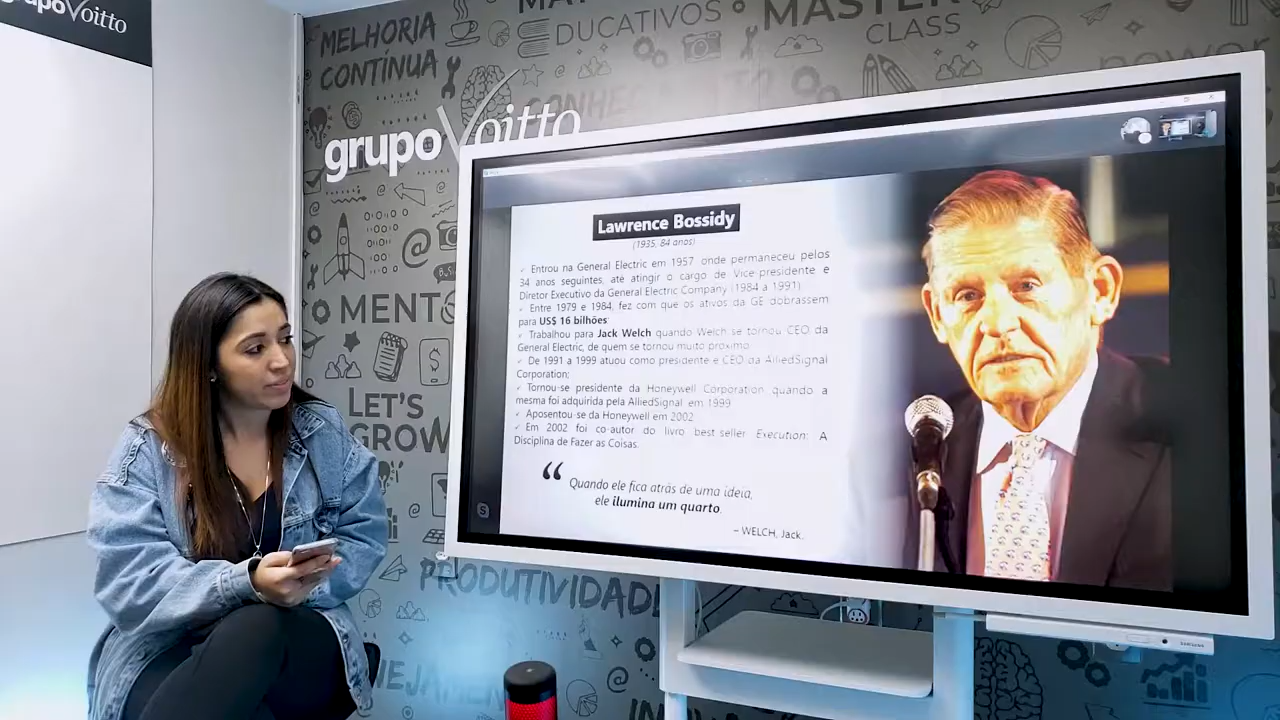 grupoVoitto
MELHORIA
CONTÍNUA
EDUCATIVOS
MASTER
CLASS
power
grupoVoitto
MENTO
LET'S
GROW
PRODUTIVIDADE
Lawrence Bossidy
(1935, 84 anos)
✓ Entrou na General Electric em 1957 onde permaneceu pelos
34 anos seguintes, até atingir o cargo de Vice presidente e
Diretor Executivo da General Electric Company (1984 a 1991)
✓ Entre 1979 e 1984, fez com que os ativos da GE dobrassem
para US$ 16 bilhões;
✓ Trabalhou para Jack Welch quando Welch se tornou CEO da
General Electric, de quem se tornou muito próximo
✓ De 1991 a 1999 atuou como presidente e CEO da AlliedSignal
Corporation;
✓ Tornou-se presidente da Honeywell Corporation quando a
mesma foi adquirida pela AlliedSignal em 1999
✓ Aposentou-se da Honeywell em 2002
✓ Em 2002 foi co-autor do livro best-seller Execution: A
Disciplina de Fazer as Coisas.
“ Quando ele fica atrás de uma ideia,
ele ilumina um quarto.
– WELCH, Jack.
SAMSUNG